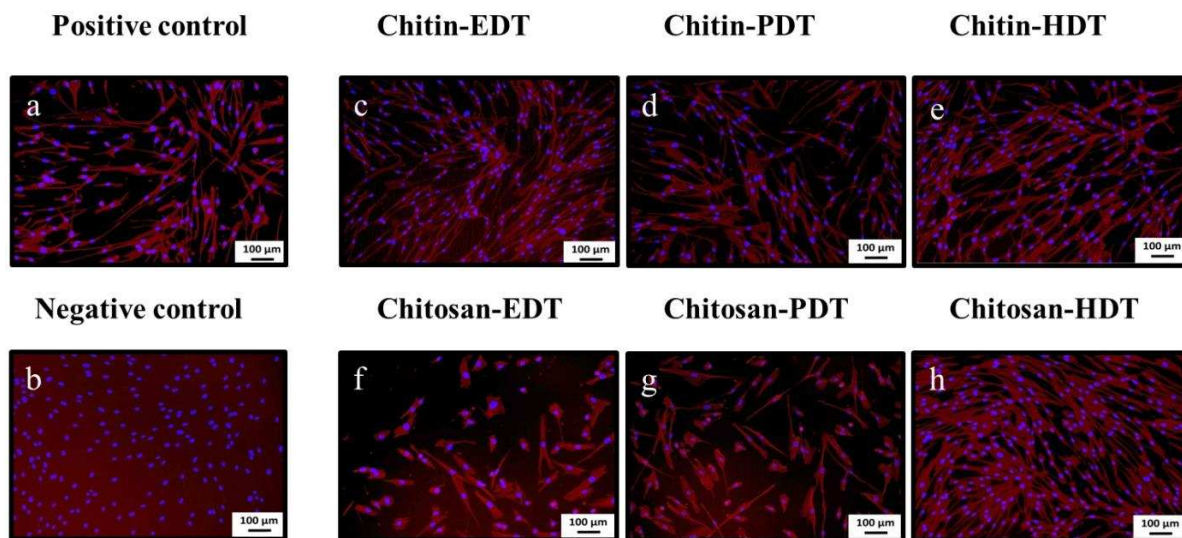 Positive control
Chitin-EDT
Chitin-PDT
Chitin-HDT
a
c
d
e
100 µm
100 µm
100 µm
100 µm
Negative control
Chitosan-EDT
Chitosan-PDT
Chitosan-HDT
b
f
g
h
100 µm
100 µm
100 µm
100 µm